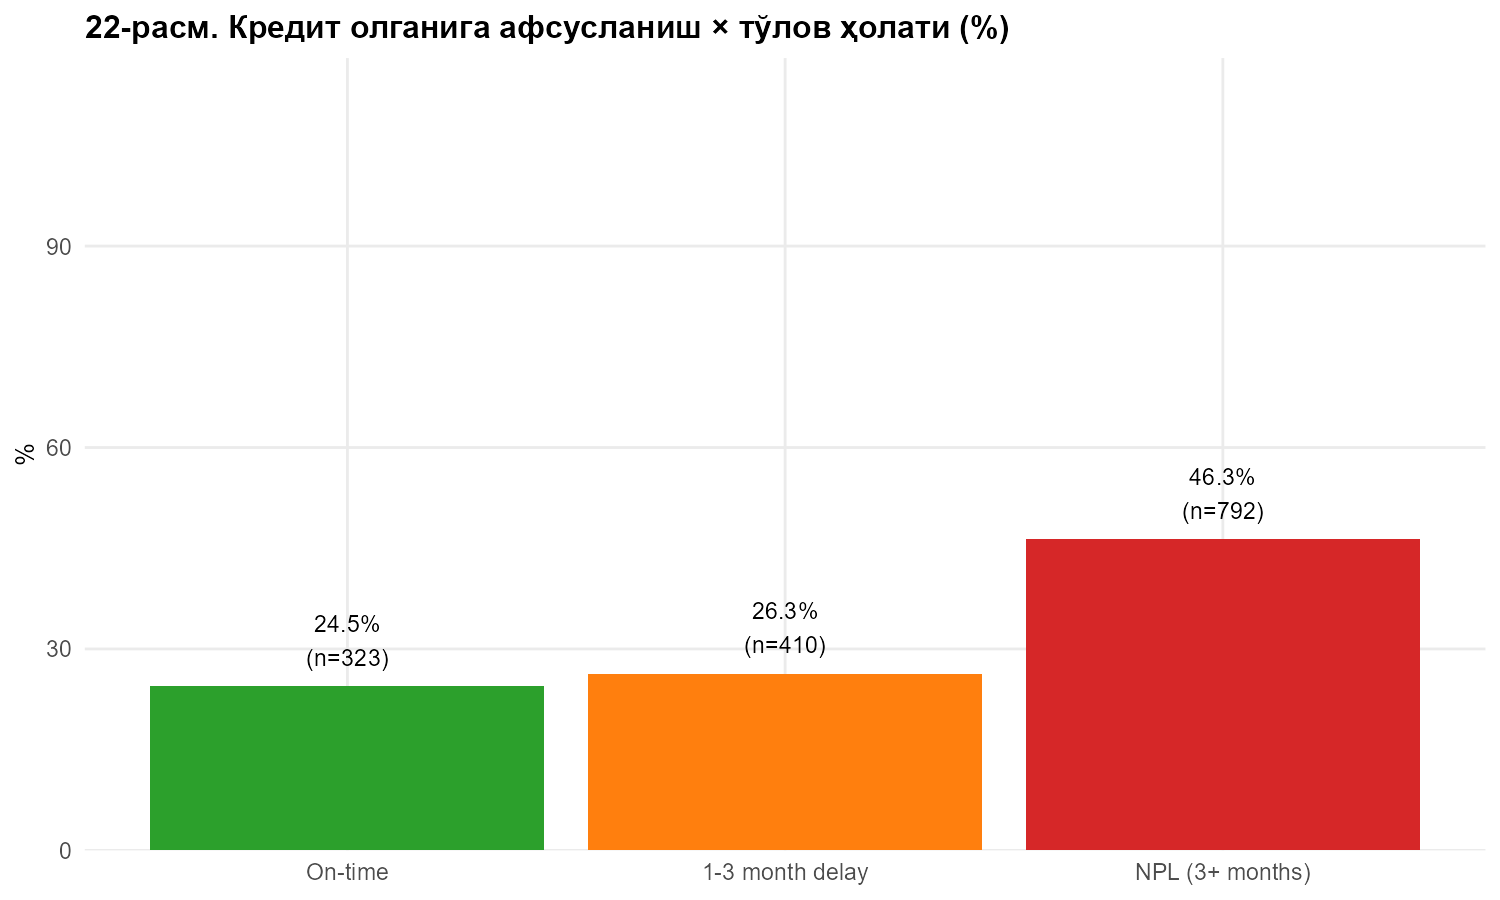 22-расм. Кредит олганига афсусланиш × тўлов ҳолати (%)
90
60
30
0
%
24.5%
(n=323)
26.3%
(n=410)
46.3%
(n=792)
On-time
1-3 month delay
NPL (3+ months)